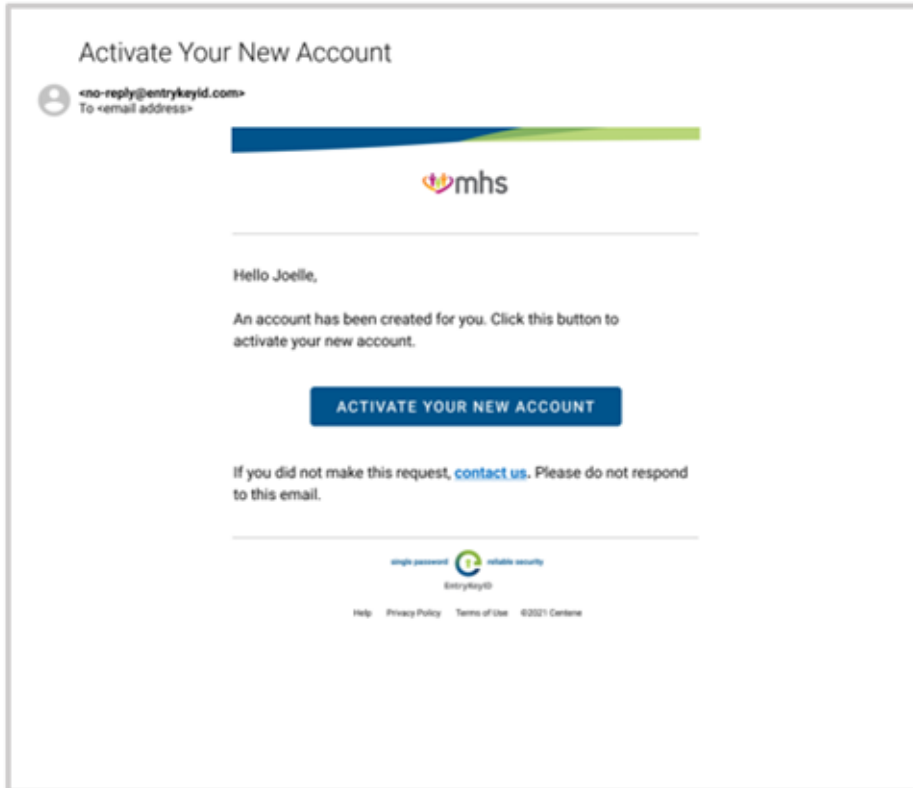 Activate Your New Account
<no-reply@entrykeyid.com>
To <email address>
mhs
Hello Joelle,
An account has been created for you. Click this button to
activate your new account.
ACTIVATE YOUR NEW ACCOUNT
If you did not make this request, contact us. Please do not respond
to this email.
single password reliable security
EntryKeyID
Help Privacy Policy Terms of Use ©2021 Centene